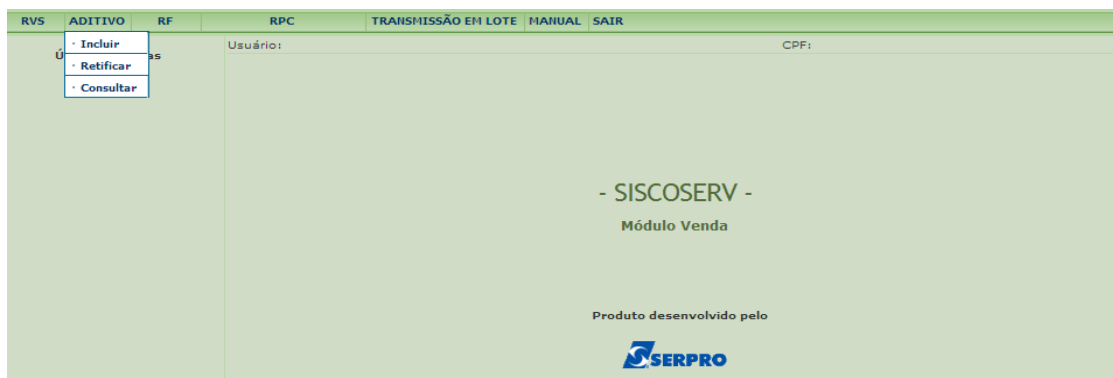 RVS ADITIVO RF RPC TRANSMISSÃO EM LOTE MANUAL SAIR
· Incluir
· Retificar
· Consultar
Usuário: CPF:
- SISCOSERV -
Módulo Venda
Produto desenvolvido pelo
SERPRO